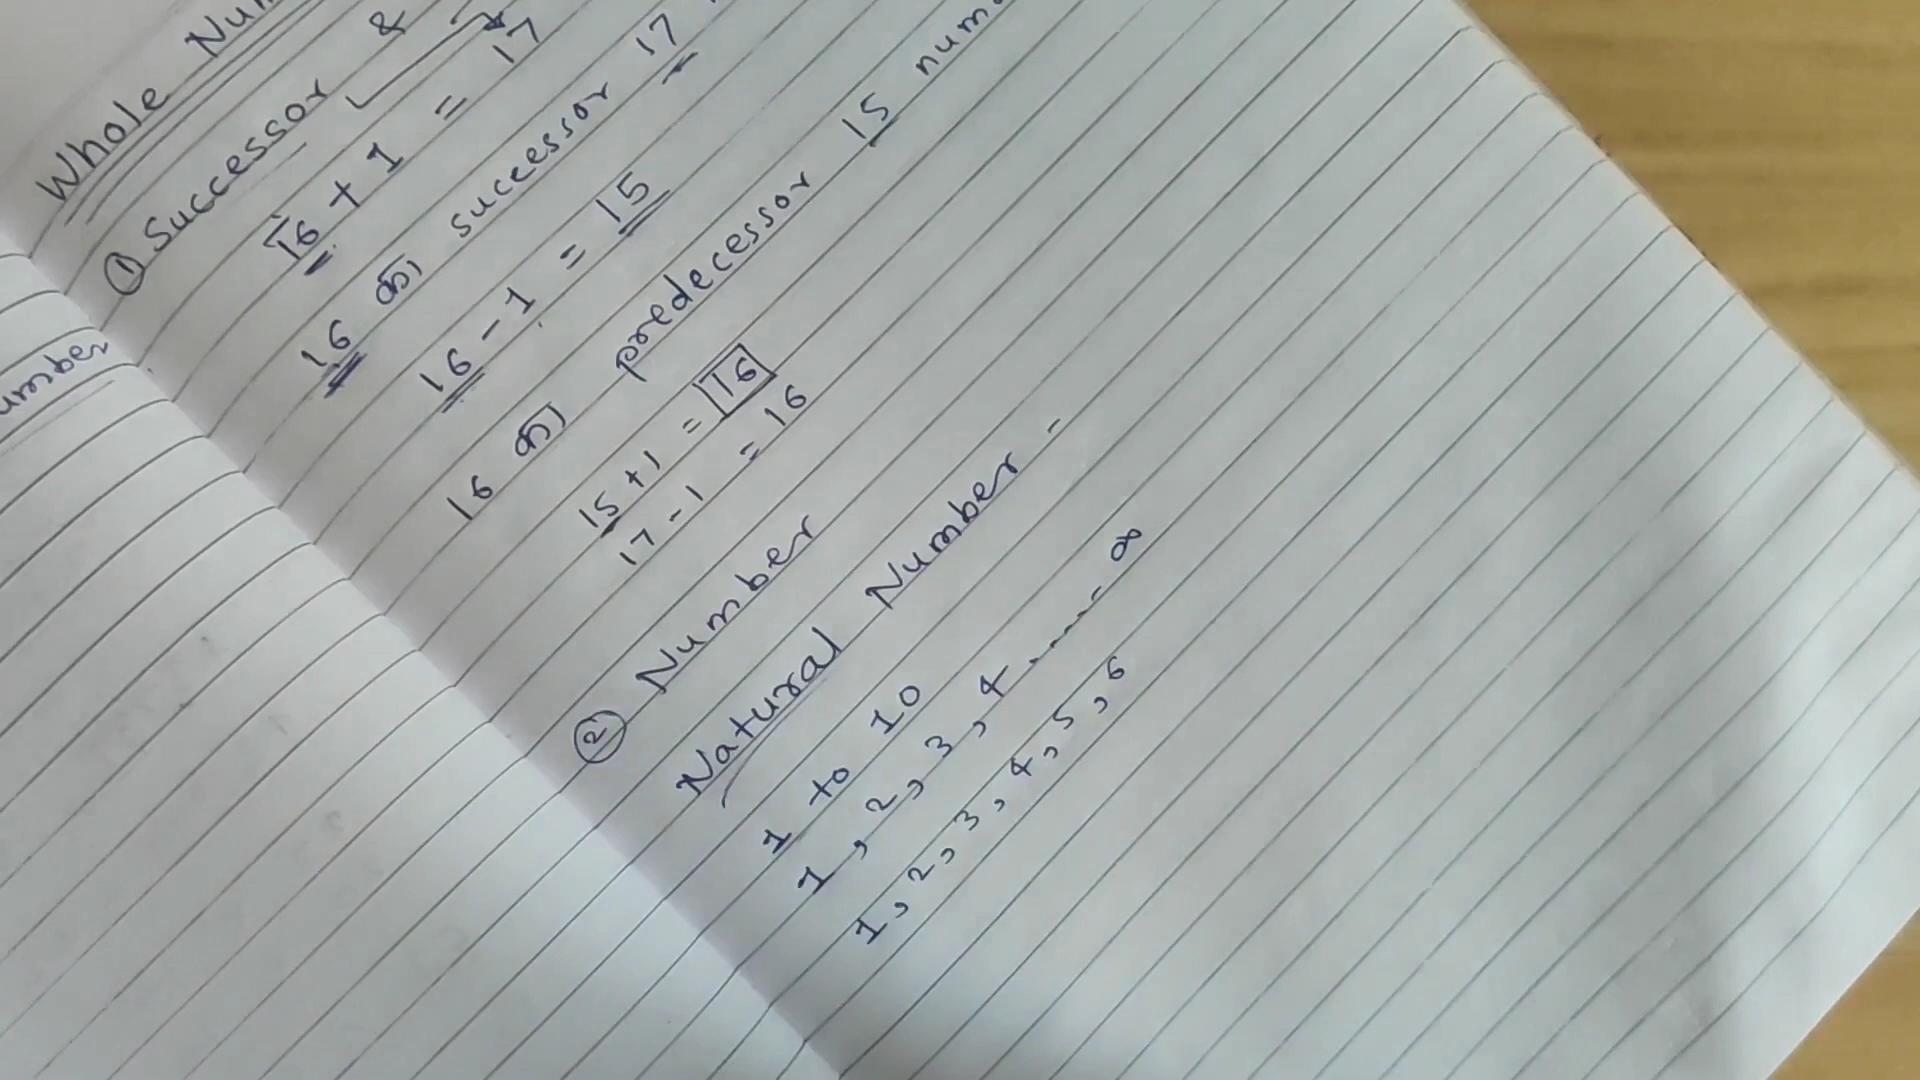 umber
Whole
① Successor &
16 + 1 = 17
16 का successor 17
16 - 1 = 15
16 का predecessor 15
15 + 1 = 16
17 - 1 = 16
② Number
Natural Number -
1 to 10
1, 2, 3, 4 ...... ∞
1, 2, 3, 4, 5, 6